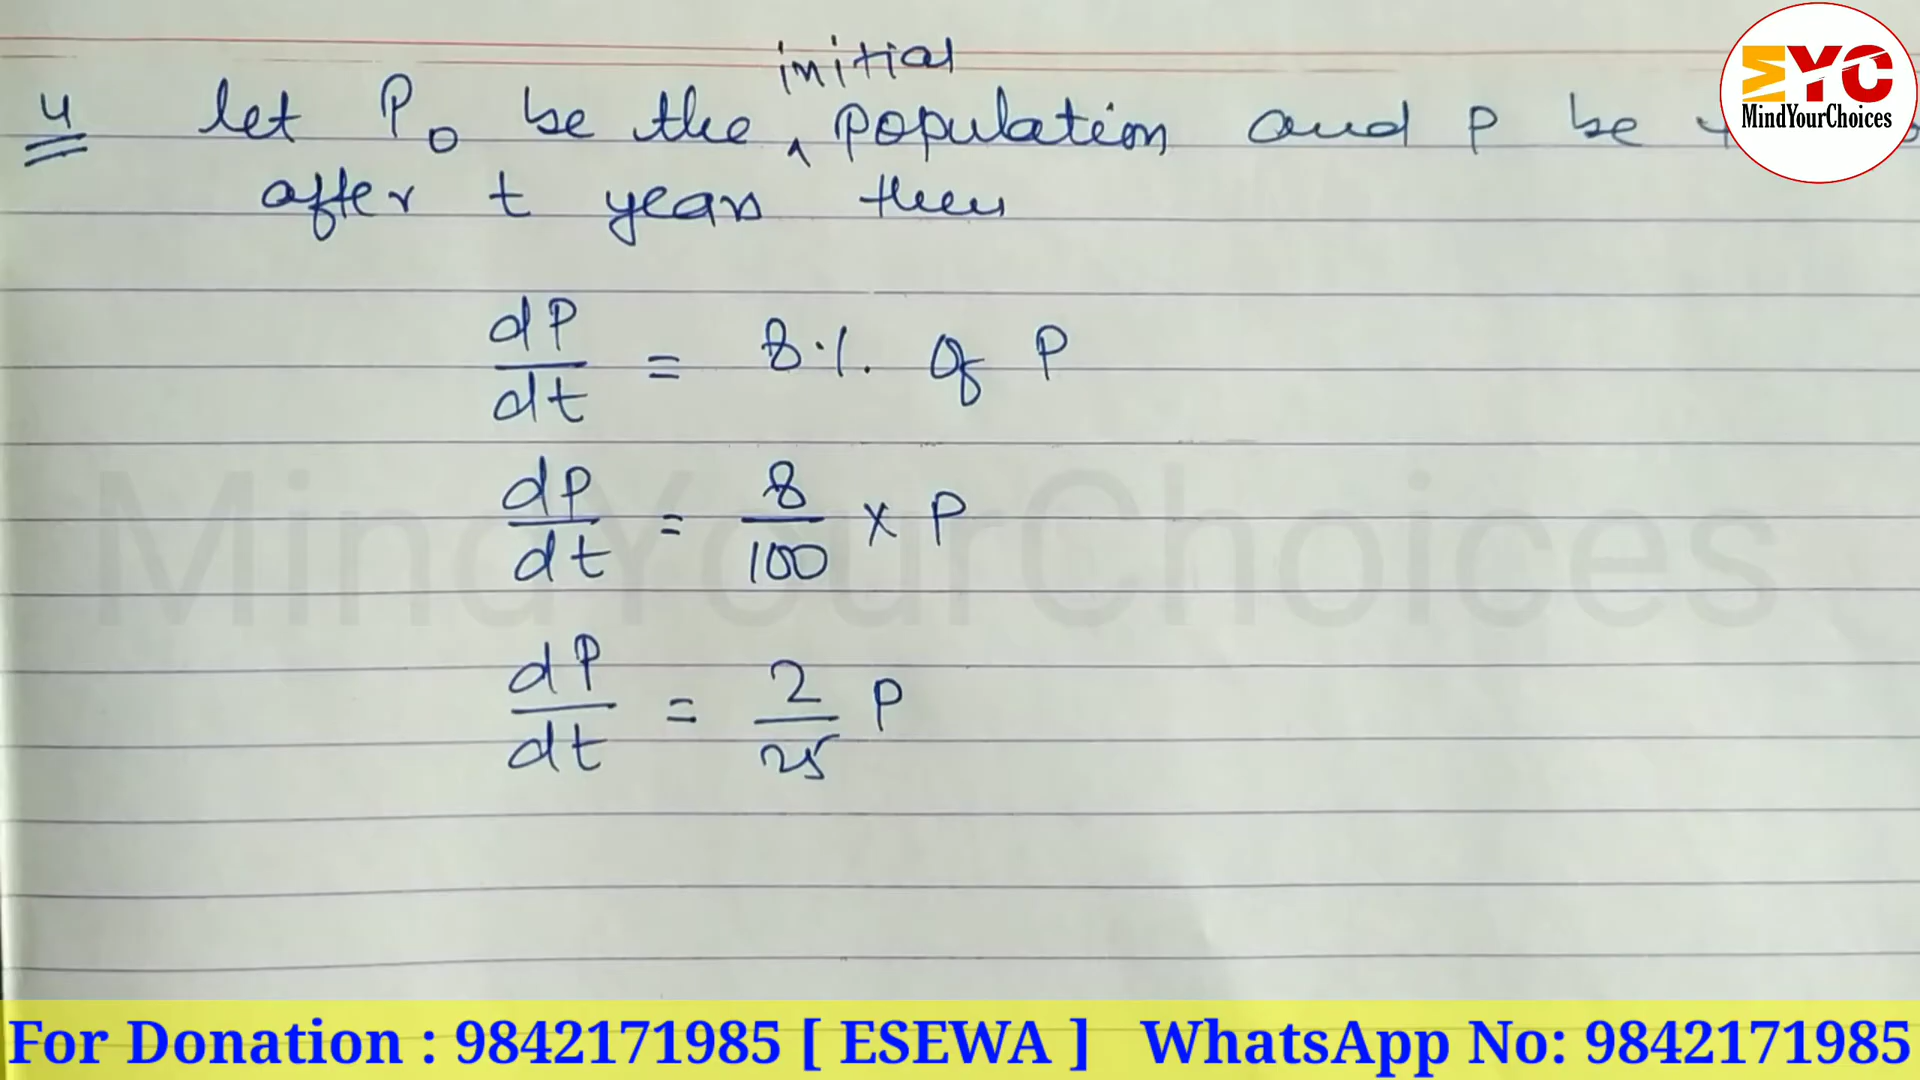 initial
4 let P₀ be the ‸ population and P be
after t years then
dP/dt = 8% of P
dP/dt = 8/100 × P
dP/dt = 2/25 P
MYC
MindYourChoices
MindYourChoices
For Donation : 9842171985 [ ESEWA ] WhatsApp No: 9842171985